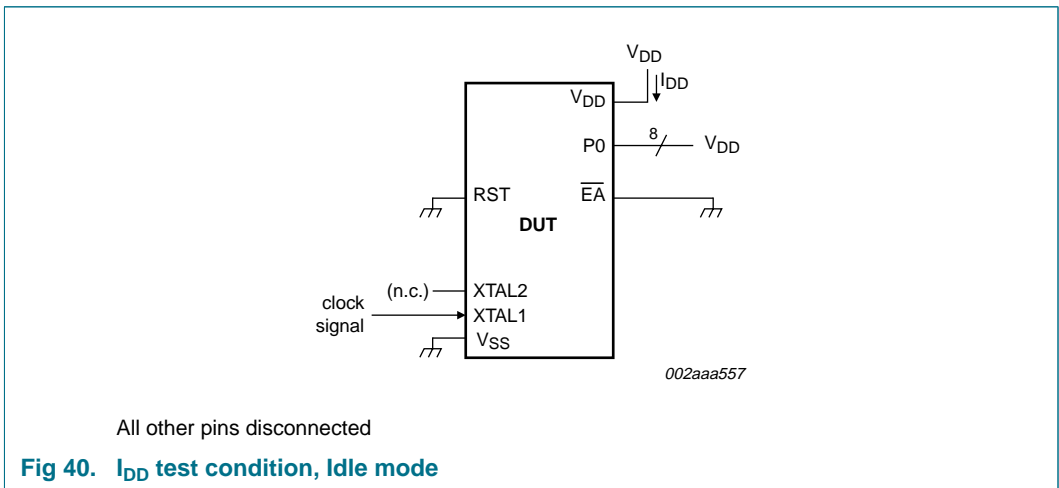 VDD
IDD
VDD
P0
8
VDD
RST
EA
DUT
(n.c.)
XTAL2
clock
signal
XTAL1
VSS
002aaa557
All other pins disconnected
Fig 40. IDD test condition, Idle mode